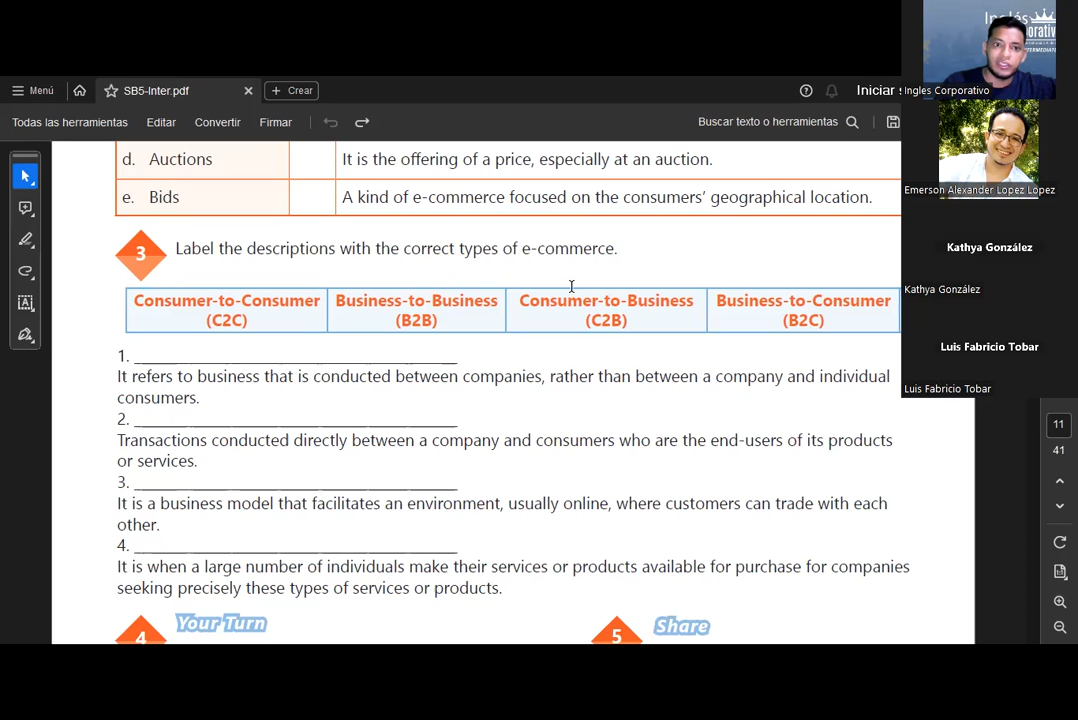 Menú
SB5-Inter.pdf
Crear
Iniciar
Todas las herramientas
Editar
Convertir
Firmar
Buscar texto o herramientas
d. Auctions
It is the offering of a price, especially at an auction.
e. Bids
A kind of e-commerce focused on the consumers’ geographical location.
3
Label the descriptions with the correct types of e-commerce.
Consumer-to-Consumer (C2C)
Business-to-Business (B2B)
Consumer-to-Business (C2B)
Business-to-Consumer (B2C)
1. ________________________________
It refers to business that is conducted between companies, rather than between a company and individual
consumers.
2. ________________________________
Transactions conducted directly between a company and consumers who are the end-users of its products
or services.
3. ________________________________
It is a business model that facilitates an environment, usually online, where customers can trade with each
other.
4. ________________________________
It is when a large number of individuals make their services or products available for purchase for companies
seeking precisely these types of services or products.
4
Your Turn
5
Share
Ingles Corporativo
Emerson Alexander Lopez Lopez
Kathya González
Kathya González
Luis Fabricio Tobar
Luis Fabricio Tobar
11
41